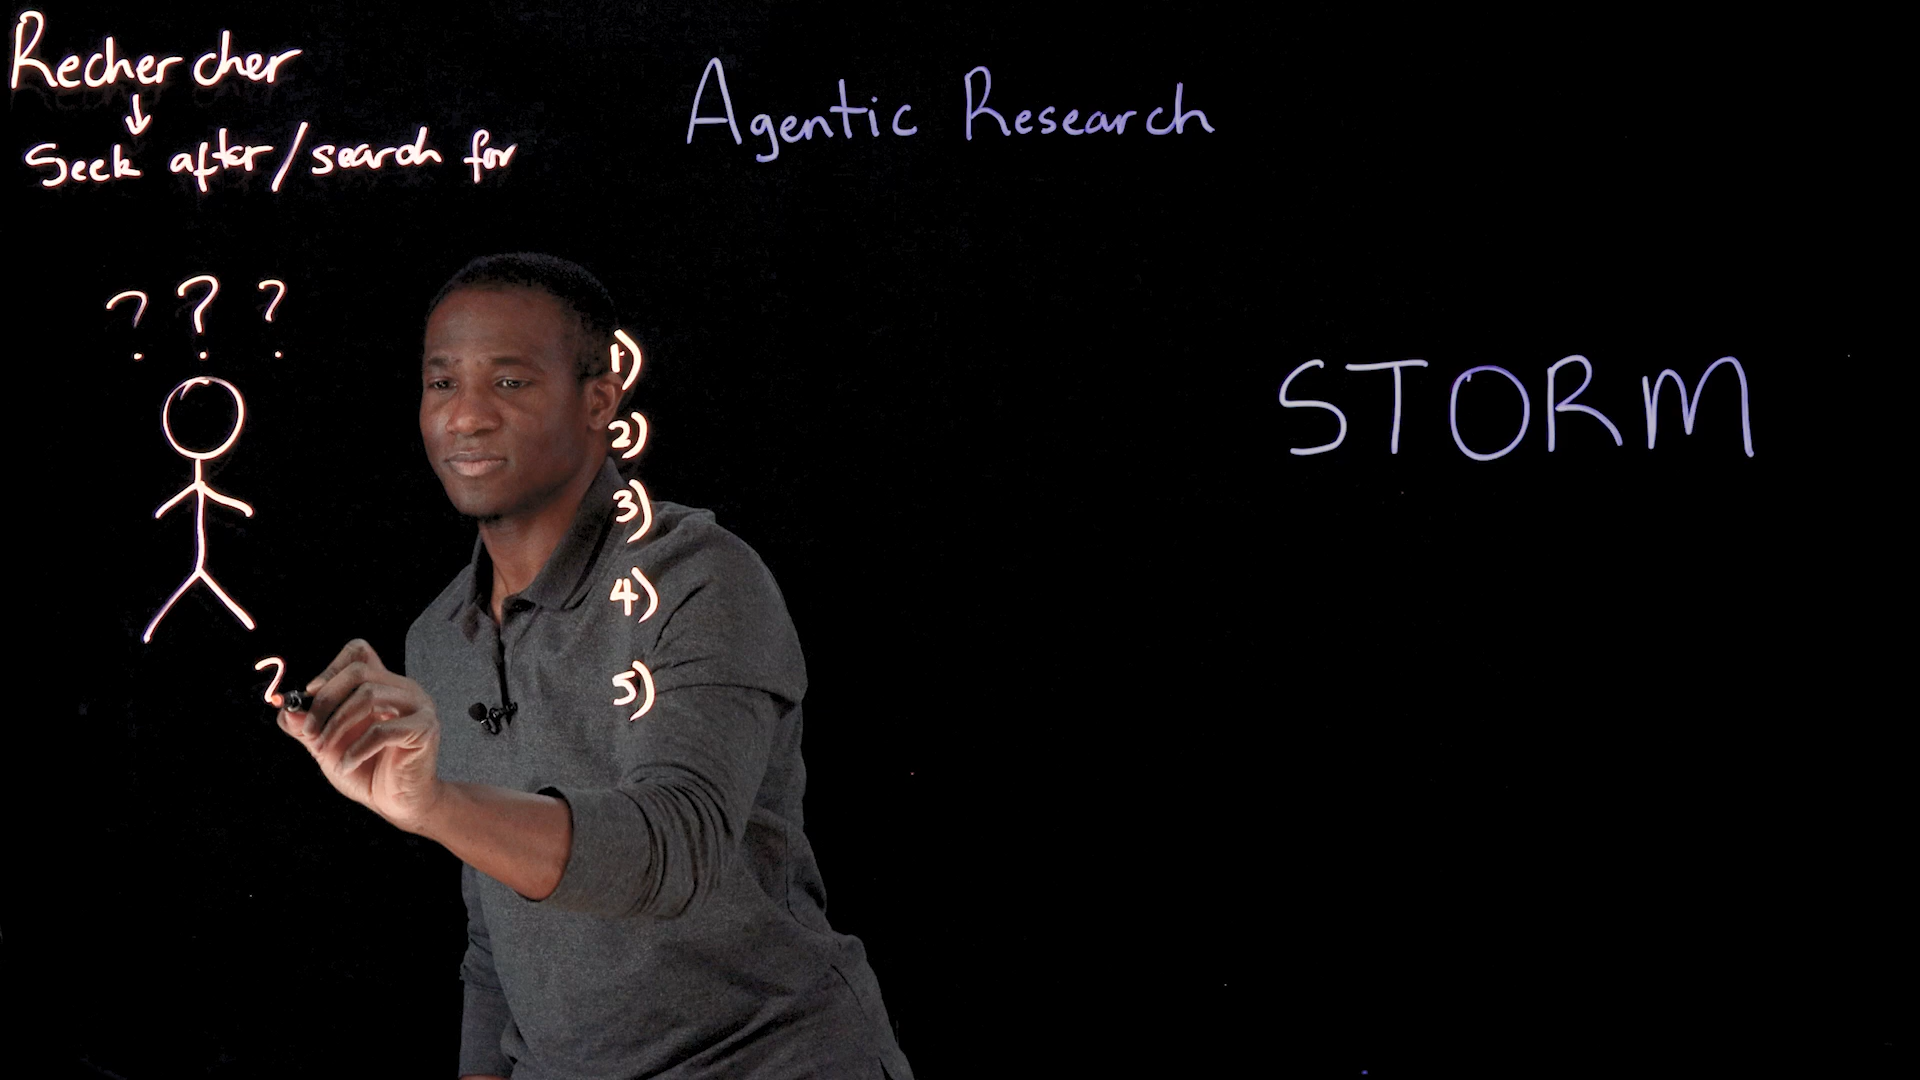 Rechercher
↓
Seek after/search for
Agentic Research
? ? ?
1)
2)
3)
4)
5)
?
STORM